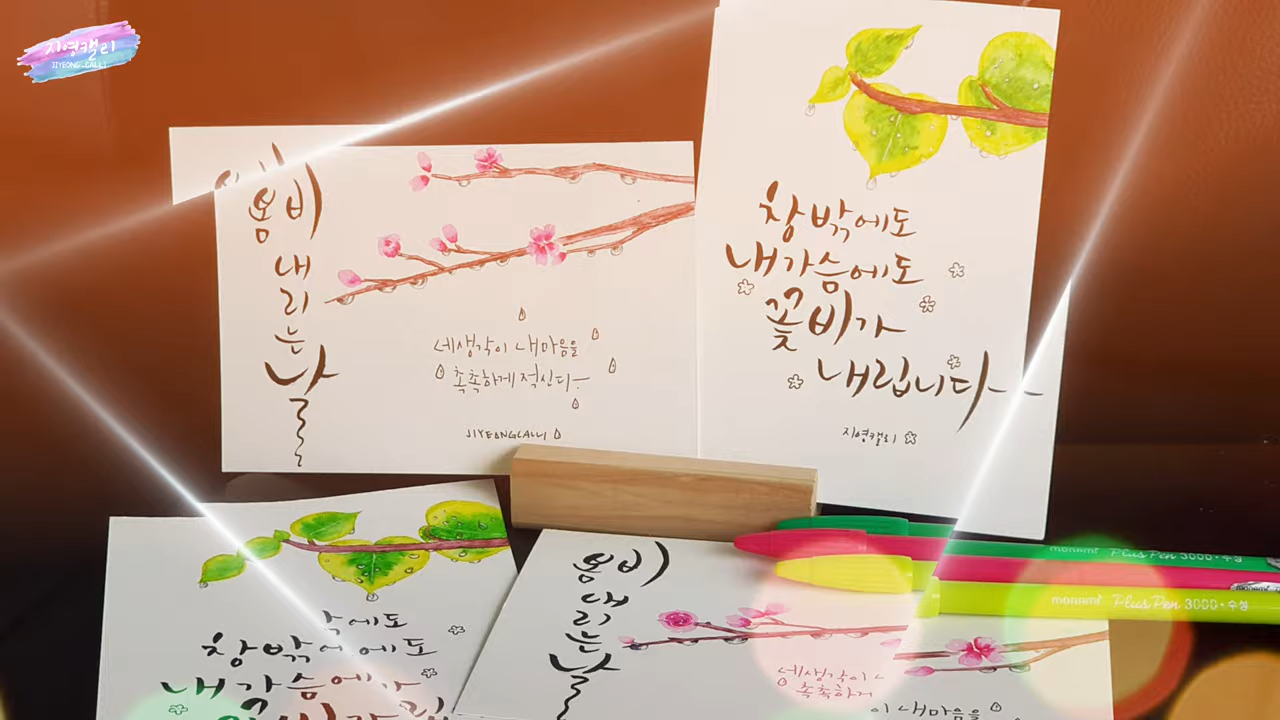 지영캘리
JIYEONG_CALLI
봄비
내
리
는
날
네 생각이 내 마음을
촉촉하게 적신다
JIYEONGCALLI
창밖에도
내 가슴에도
꽃비가
내립니다
지영캘리
monami Plus Pen 3000 · 수성
monami Plus Pen 3000 · 수성
봄비
내
리
는
날
네 생각이
촉촉하게
이 내 마음을
창밖에도
내 가슴에